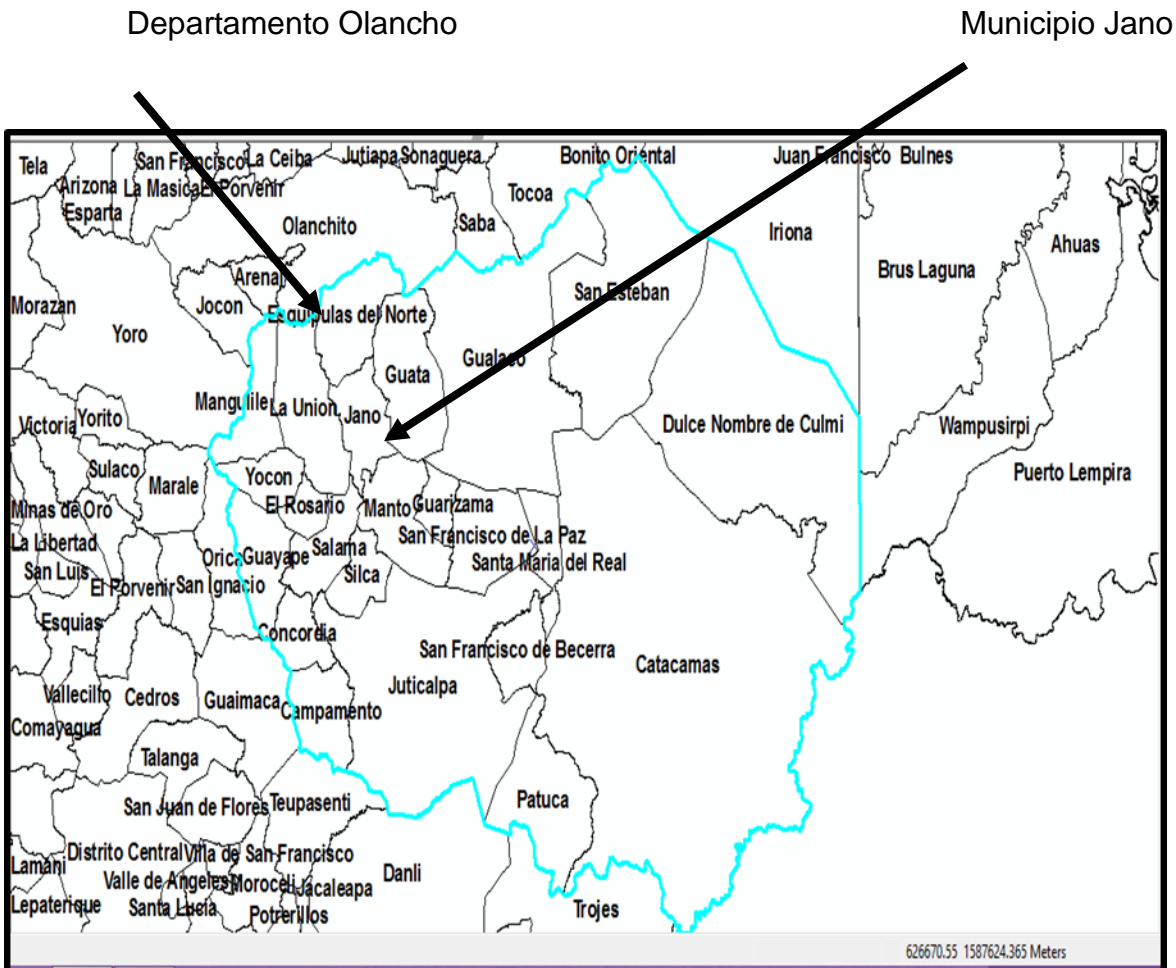 Departamento Olancho Municipio Jano
Tela San Francisco La Ceiba Jutiapa Sonaguera Bonito Oriental Juan Francisco Bulnes
Arizona La Masica El Porvenir Tocoa
Esparta Olanchito Saba Iriona Ahuas
Arenal Brus Laguna
Morazan Jocon Esquipulas del Norte San Esteban
Yoro Guata Gualaco
Mangulile La Union Jano Dulce Nombre de Culmi Wampusirpi
Victoria Yorito
Sulaco Marale Yocon Puerto Lempira
Minas de Oro El Rosario Manto Guarizama
La Libertad San Francisco de La Paz
San Luis Orica Guayape Salama Santa Maria del Real
El Porvenir San Ignacio Silca
Esquias Concordia
San Francisco de Becerra Catacamas
Vallecillo Cedros Guaimaca Campamento Juticalpa
Comayagua
Talanga
San Juan de Flores Teupasenti Patuca
Distrito Central Villa de San Francisco
Lamani Valle de Angeles Moroceli Jacaleapa Danli
Lepaterique Santa Lucia Potrerillos Trojes
626670.55 1587624.365 Meters